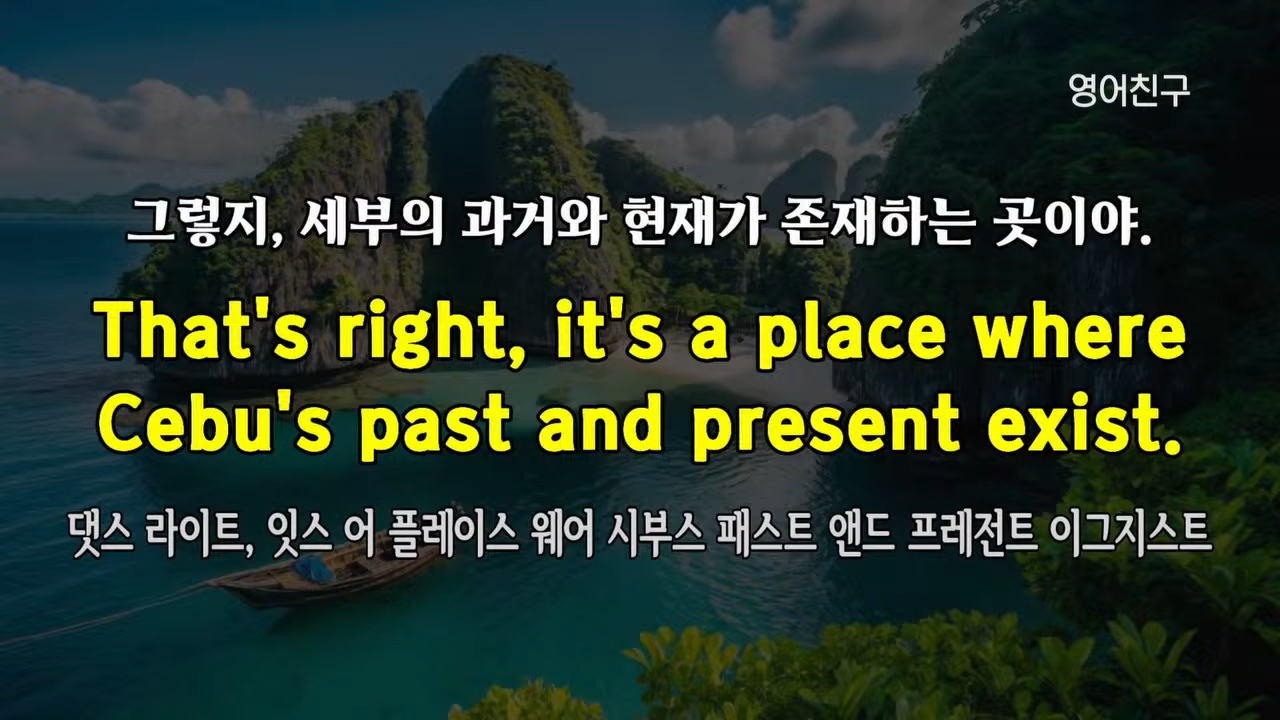 영어친구
그렇지, 세부의 과거와 현재가 존재하는 곳이야.
That's right, it's a place where
Cebu's past and present exist.
댓스 라이트, 잇스 어 플레이스 웨어 시부스 패스트 앤드 프레전트 이그지스트